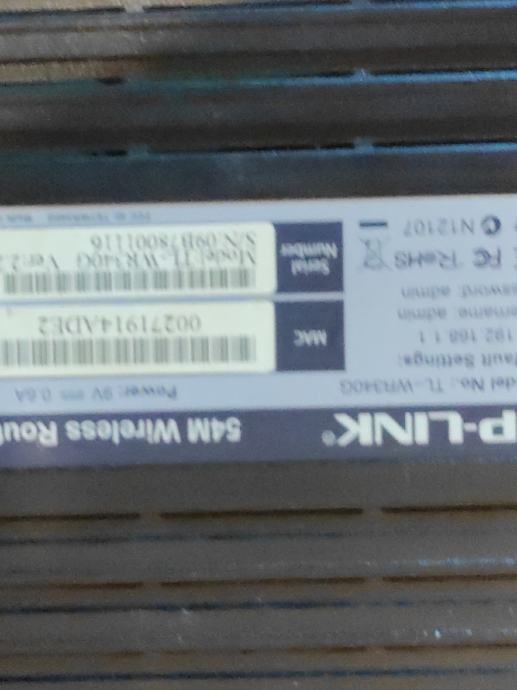 P-LINK® 54M Wireless Rou
del No.: TL-WR340G Power: 9V 0.6A
fault Settings:
192.168.1.1
ername: admin
ssword: admin
FC RoHS
N12107
MAC
00271914ADE2
Serial Number
Model:TL-WR340G Ver:2
S/N:09B78001116